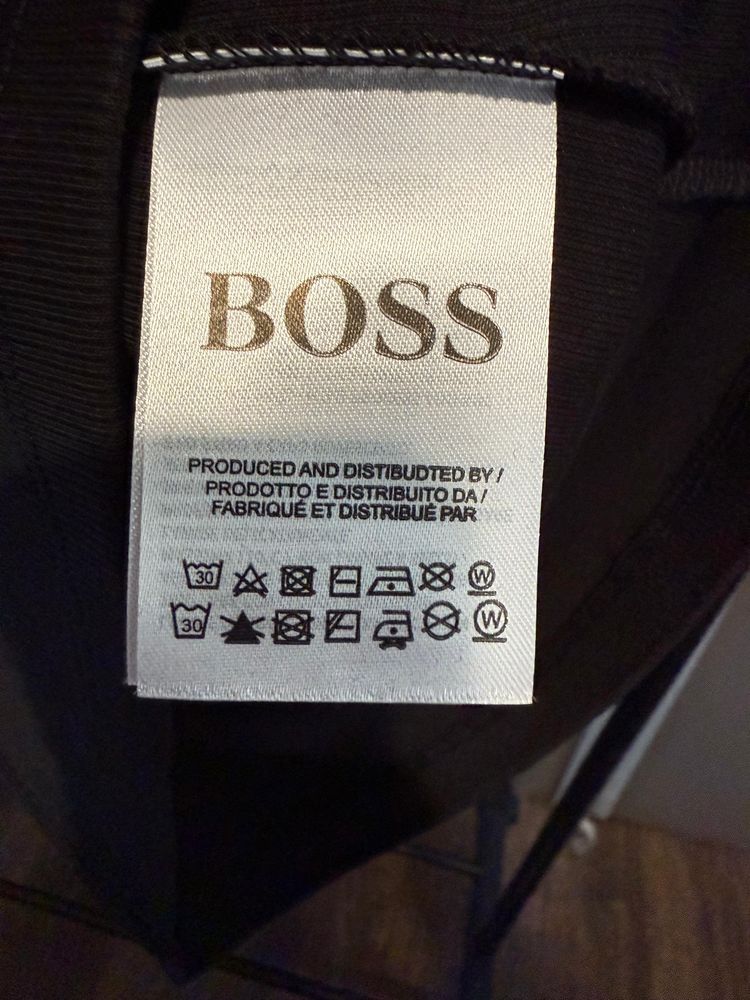 BOSS
PRODUCED AND DISTIBUDTED BY /
PRODOTTO E DISTRIBUITO DA /
FABRIQUÉ ET DISTRIBUÉ PAR
30 W
30 W